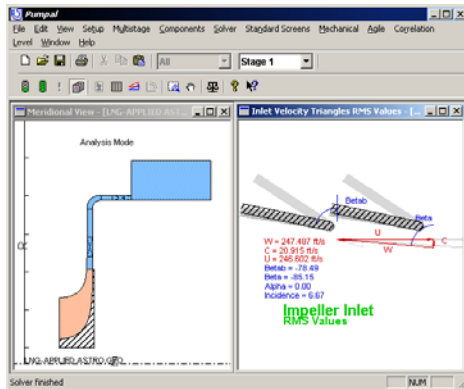 Pumpal
File Edit View Setup Multistage Components Solver Standard Screens Mechanical Agile Correlation
Level Window Help
All Stage 1
Meridional View - [LNG-APPLIED ASTRO.
Inlet Velocity Triangles RMS Values - [...
Analysis Mode
R
Betab
Beta
U
C
W
W = 247.487 ft/s
C = 20.915 ft/s
U = 246.602 ft/s
Betab = -78.49
Beta = -85.15
Alpha = 0.00
Incidence = 6.67
Impeller Inlet
RMS Values
Solver finished
NUM